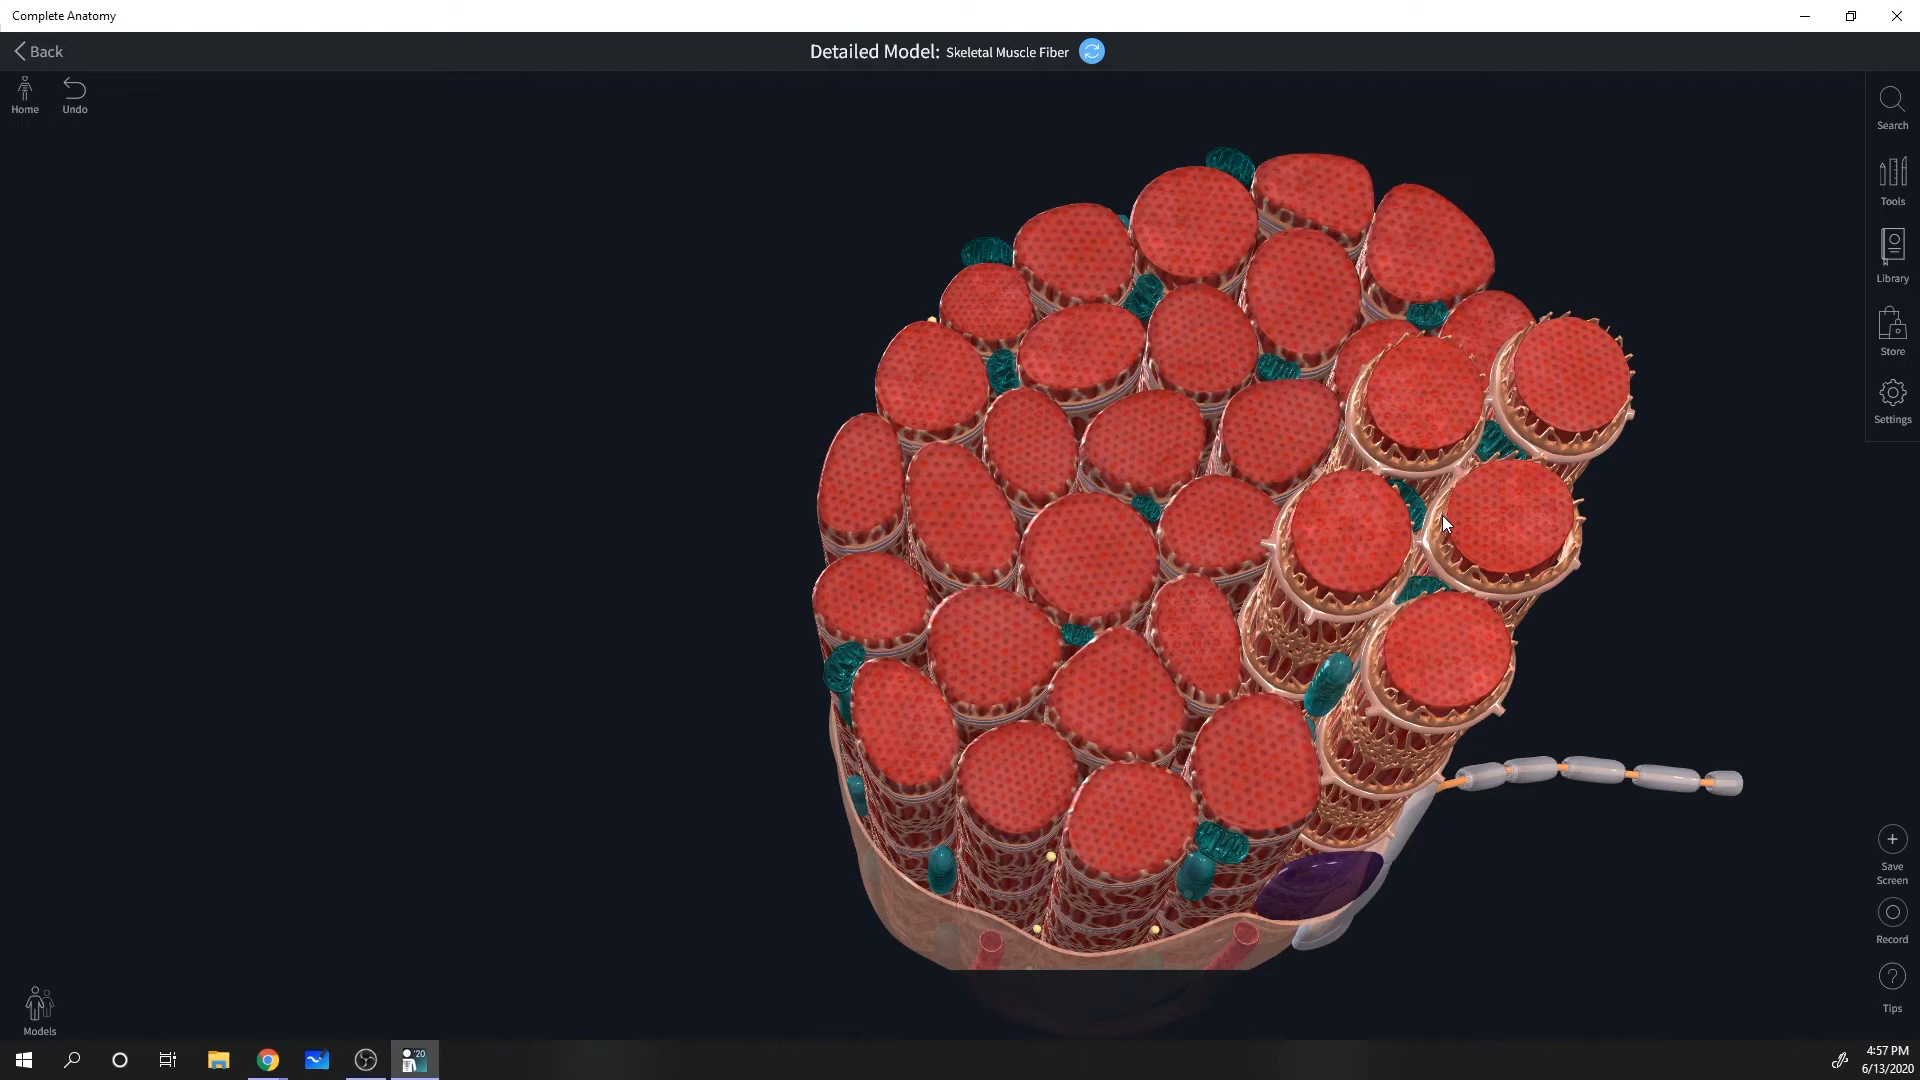 Complete Anatomy
Back
Detailed Model: Skeletal Muscle Fiber
Home
Undo
Search
Tools
Library
Store
Settings
Save
Screen
Record
Tips
Models
'20
4:57 PM
6/13/2020